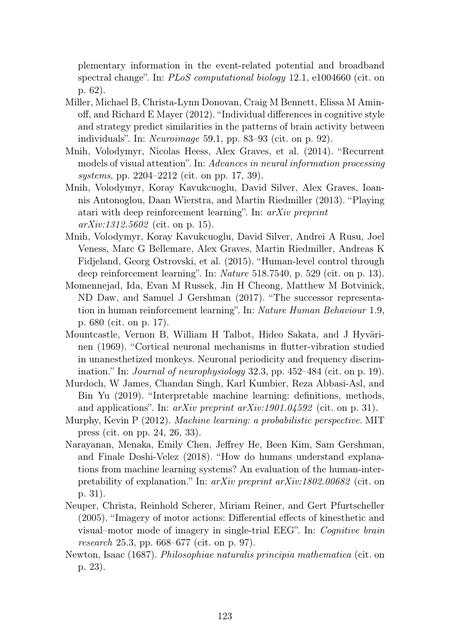 plementary information in the event-related potential and broadband
spectral change”. In: PLoS computational biology 12.1, e1004660 (cit. on
p. 62).
Miller, Michael B, Christa-Lynn Donovan, Craig M Bennett, Elissa M Amin-
off, and Richard E Mayer (2012). “Individual differences in cognitive style
and strategy predict similarities in the patterns of brain activity between
individuals”. In: Neuroimage 59.1, pp. 83–93 (cit. on p. 92).
Mnih, Volodymyr, Nicolas Heess, Alex Graves, et al. (2014). “Recurrent
models of visual attention”. In: Advances in neural information processing
systems, pp. 2204–2212 (cit. on pp. 17, 39).
Mnih, Volodymyr, Koray Kavukcuoglu, David Silver, Alex Graves, Ioan-
nis Antonoglou, Daan Wierstra, and Martin Riedmiller (2013). “Playing
atari with deep reinforcement learning”. In: arXiv preprint
arXiv:1312.5602 (cit. on p. 15).
Mnih, Volodymyr, Koray Kavukcuoglu, David Silver, Andrei A Rusu, Joel
Veness, Marc G Bellemare, Alex Graves, Martin Riedmiller, Andreas K
Fidjeland, Georg Ostrovski, et al. (2015). “Human-level control through
deep reinforcement learning”. In: Nature 518.7540, p. 529 (cit. on p. 13).
Momennejad, Ida, Evan M Russek, Jin H Cheong, Matthew M Botvinick,
ND Daw, and Samuel J Gershman (2017). “The successor representa-
tion in human reinforcement learning”. In: Nature Human Behaviour 1.9,
p. 680 (cit. on p. 17).
Mountcastle, Vernon B, William H Talbot, Hideo Sakata, and J Hyväri-
nen (1969). “Cortical neuronal mechanisms in flutter-vibration studied
in unanesthetized monkeys. Neuronal periodicity and frequency discrim-
ination.” In: Journal of neurophysiology 32.3, pp. 452–484 (cit. on p. 19).
Murdoch, W James, Chandan Singh, Karl Kumbier, Reza Abbasi-Asl, and
Bin Yu (2019). “Interpretable machine learning: definitions, methods,
and applications”. In: arXiv preprint arXiv:1901.04592 (cit. on p. 31).
Murphy, Kevin P (2012). Machine learning: a probabilistic perspective. MIT
press (cit. on pp. 24, 26, 33).
Narayanan, Menaka, Emily Chen, Jeffrey He, Been Kim, Sam Gershman,
and Finale Doshi-Velez (2018). “How do humans understand explana-
tions from machine learning systems? An evaluation of the human-inter-
pretability of explanation.” In: arXiv preprint arXiv:1802.00682 (cit. on
p. 31).
Neuper, Christa, Reinhold Scherer, Miriam Reiner, and Gert Pfurtscheller
(2005). “Imagery of motor actions: Differential effects of kinesthetic and
visual–motor mode of imagery in single-trial EEG”. In: Cognitive brain
research 25.3, pp. 668–677 (cit. on p. 97).
Newton, Isaac (1687). Philosophiae naturalis principia mathematica (cit. on
p. 23).
123